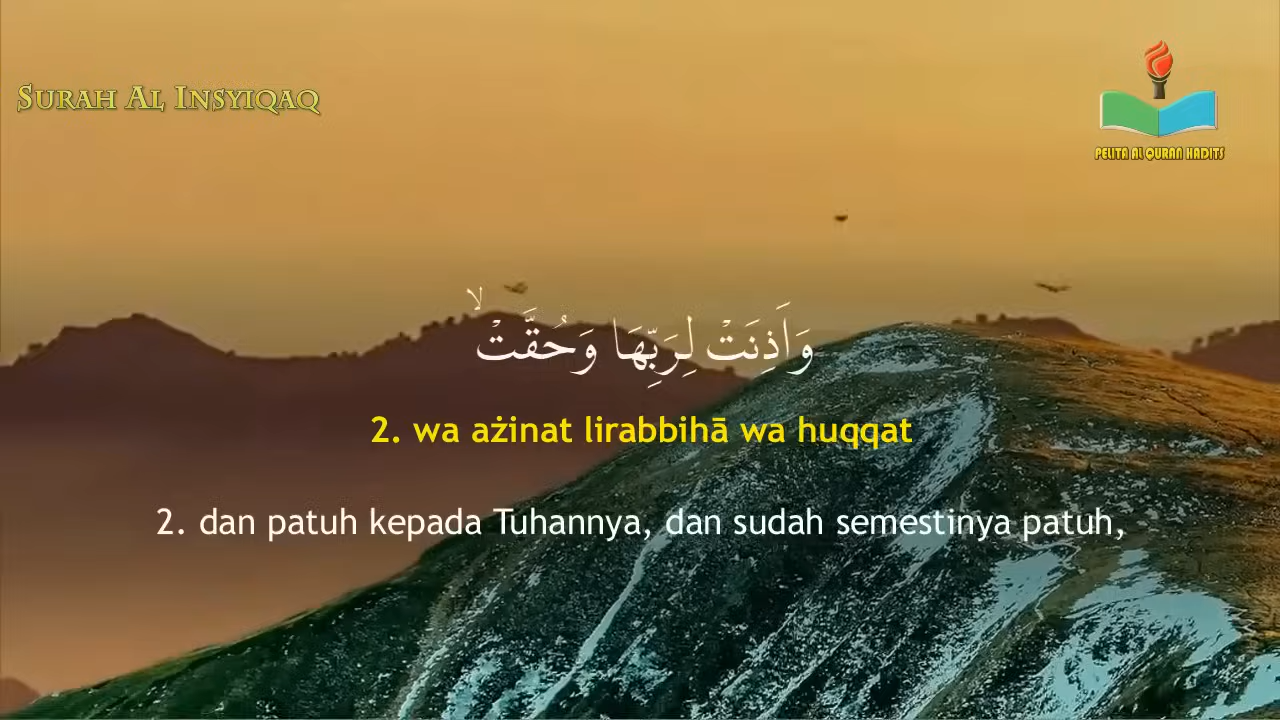 SURAH AL INSYIQAQ
PELITA AL QURAN HADITS
وَاَذِنَتْ لِرَبِّهَا وَحُقَّتْۙ
2. wa ażinat lirabbihā wa huqqat
2. dan patuh kepada Tuhannya, dan sudah semestinya patuh,